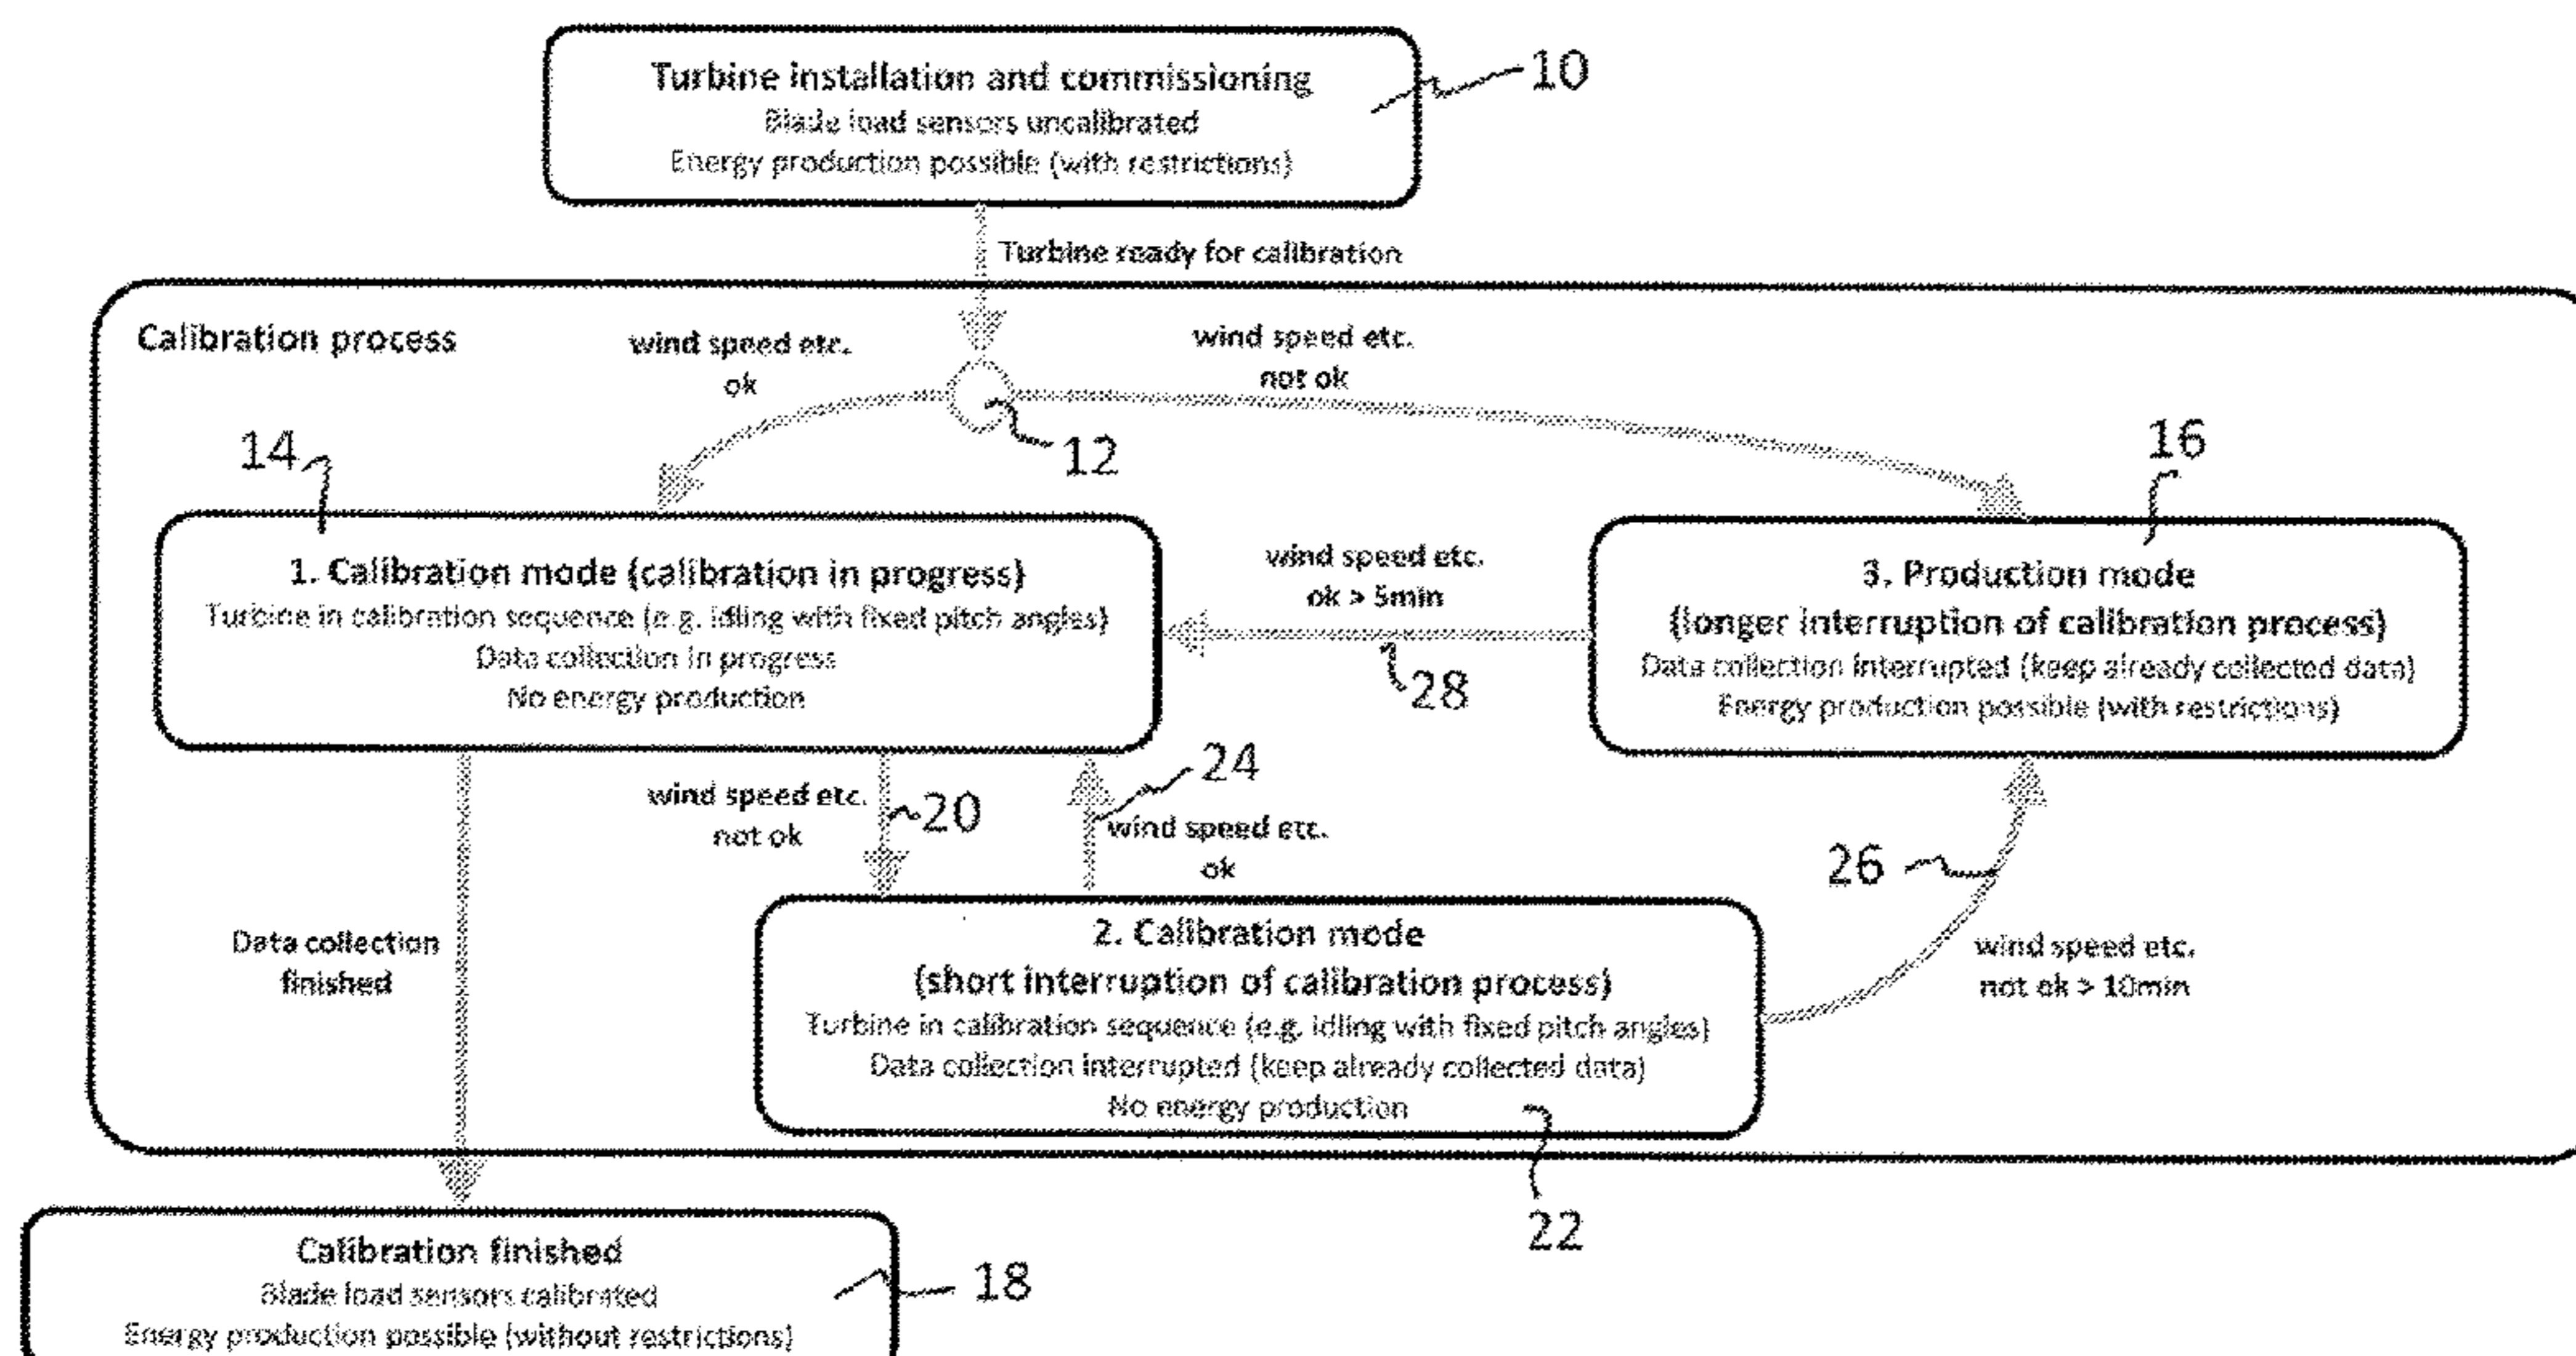 Turbine installation and commissioning
Blade load sensors uncalibrated
Energy production possible (with restrictions)
10
Turbine ready for calibration
Calibration process
wind speed etc.
ok
wind speed etc.
not ok
12
14
16
1. Calibration mode (calibration in progress)
Turbine in calibration sequence (e.g. idling with fixed pitch angles)
Data collection in progress
No energy production
wind speed etc.
ok > 5min
28
3. Production mode
(longer interruption of calibration process)
Data collection interrupted (keep already collected data)
Energy production possible (with restrictions)
wind speed etc.
not ok
20
24
wind speed etc.
ok
26
wind speed etc.
not ok > 10min
Data collection
finished
2. Calibration mode
(short interruption of calibration process)
Turbine in calibration sequence (e.g. idling with fixed pitch angles)
Data collection interrupted (keep already collected data)
No energy production
22
Calibration finished
Blade load sensors calibrated
Energy production possible (without restrictions)
18